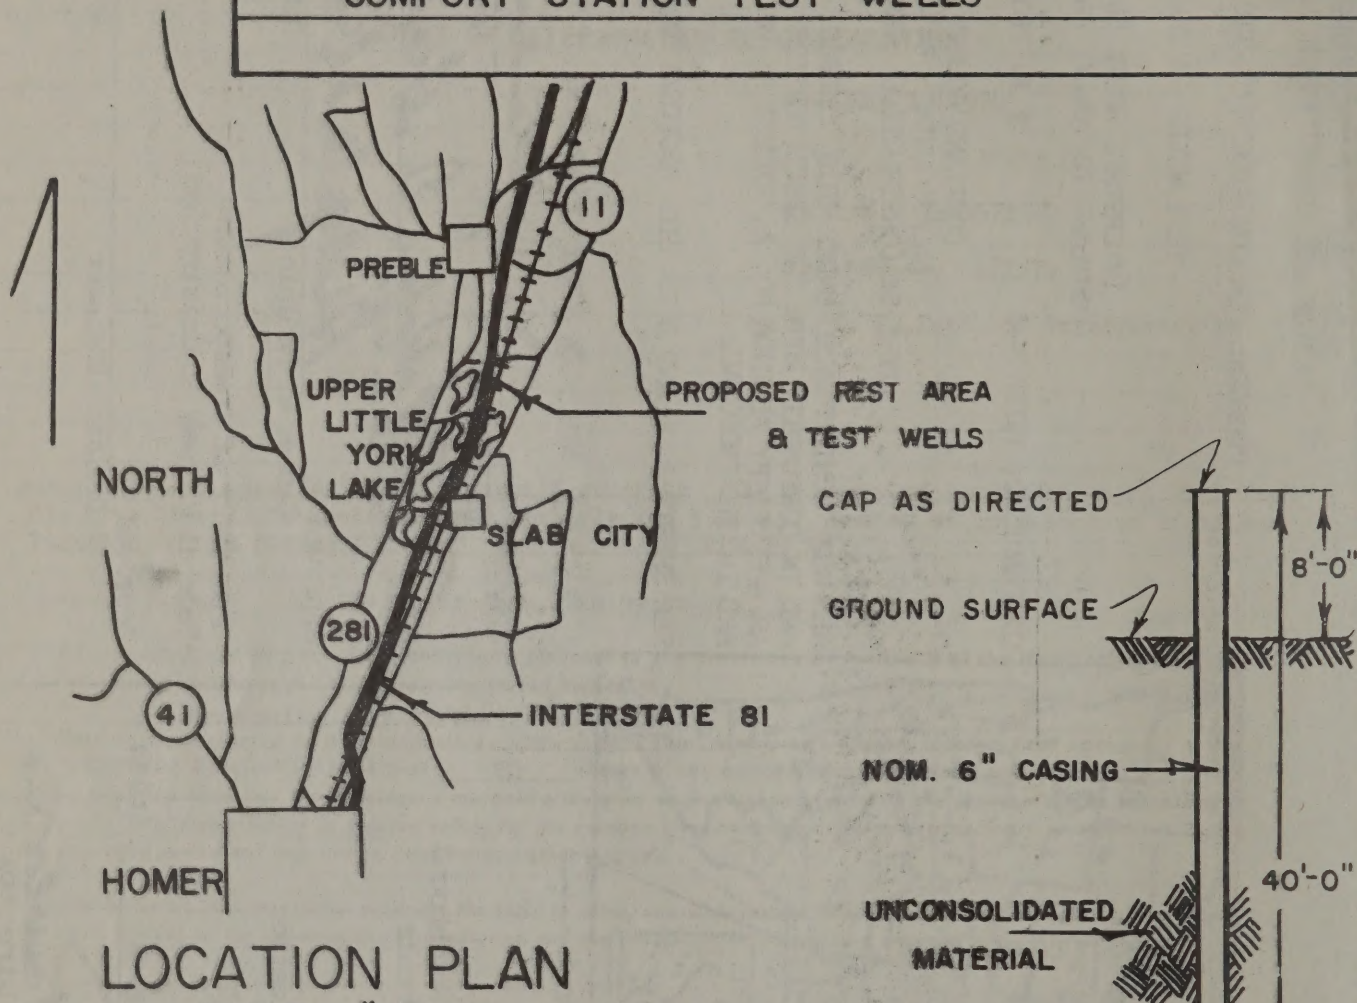 COMFORT STATION TEST WELLS
11
PREBLE
UPPER
LITTLE
YORK
LAKE
PROPOSED REST AREA
& TEST WELLS
NORTH
SLAB CITY
281
41
INTERSTATE 81
HOMER
LOCATION PLAN
CAP AS DIRECTED
8'-0"
GROUND SURFACE
NOM. 6" CASING
40'-0"
UNCONSOLIDATED
MATERIAL